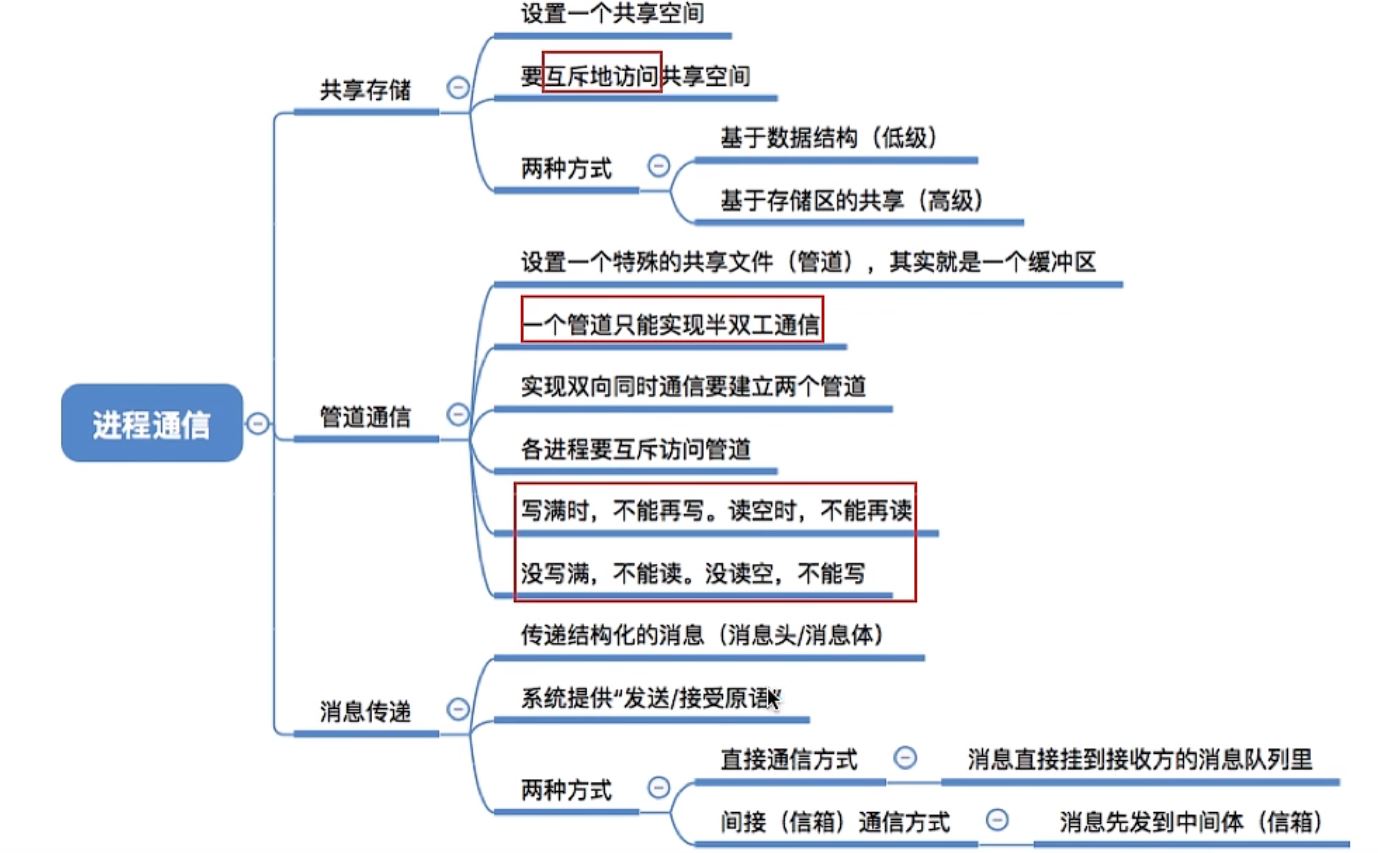 进程通信
共享存储
设置一个共享空间
要互斥地访问共享空间
两种方式
基于数据结构（低级）
基于存储区的共享（高级）
管道通信
设置一个特殊的共享文件（管道），其实就是一个缓冲区
一个管道只能实现半双工通信
实现双向同时通信要建立两个管道
各进程要互斥访问管道
写满时，不能再写。读空时，不能再读
没写满，不能读。没读空，不能写
消息传递
传递结构化的消息（消息头/消息体）
系统提供“发送/接受原语”
两种方式
直接通信方式
消息直接挂到接收方的消息队列里
间接（信箱）通信方式
消息先发到中间体（信箱）